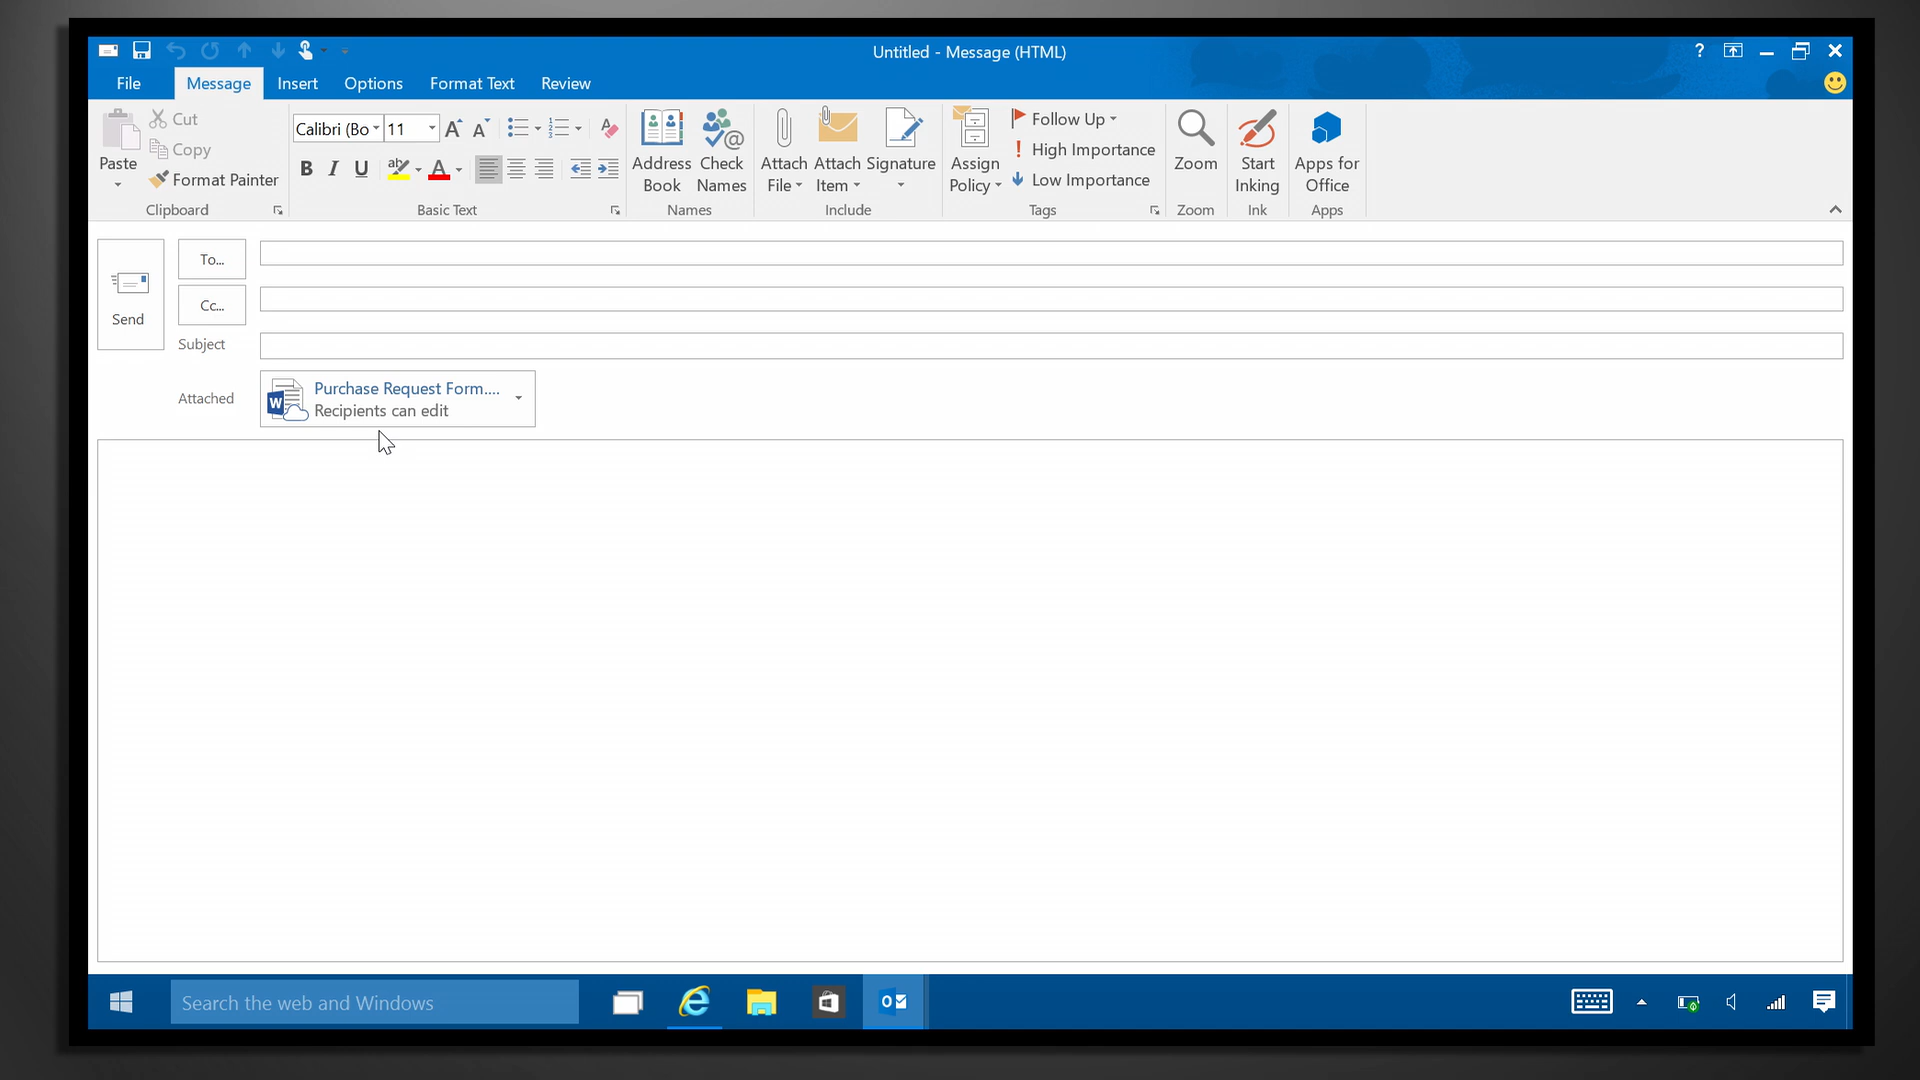 Untitled - Message (HTML)
?
File Message Insert Options Format Text Review
Paste
Cut
Copy
Format Painter
Clipboard
Calibri (Bo 11
B I U
Basic Text
Address Book
Check Names
Names
Attach File
Attach Item
Signature
Include
Assign Policy
Follow Up
High Importance
Low Importance
Tags
Zoom
Zoom
Start Inking
Ink
Apps for Office
Apps
Send
To...
Cc...
Subject
Attached
Purchase Request Form....
Recipients can edit
Search the web and Windows